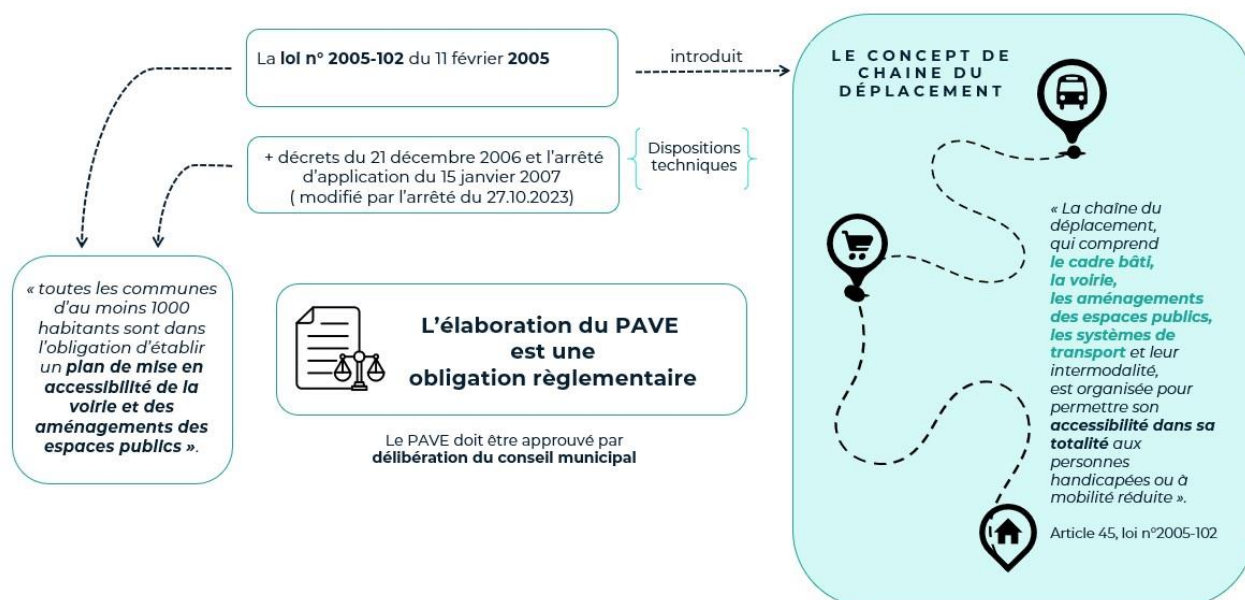 La loi n° 2005-102 du 11 février 2005
introduit
+ décrets du 21 décembre 2006 et l'arrêté
d'application du 15 janvier 2007
( modifié par l'arrêté du 27.10.2023)
Dispositions
techniques
« toutes les communes
d'au moins 1000
habitants sont dans
l'obligation d'établir
un plan de mise en
accessibilité de la
voirie et des
aménagements des
espaces publics ».
L'élaboration du PAVE
est une
obligation règlementaire
Le PAVE doit être approuvé par
délibération du conseil municipal
LE CONCEPT DE
CHAINE DU
DÉPLACEMENT
« La chaîne du
déplacement,
qui comprend
le cadre bâti,
la voirie,
les aménagements
des espaces publics,
les systèmes de
transport et leur
intermodalité,
est organisée pour
permettre son
accessibilité dans sa
totalité aux
personnes
handicapées ou à
mobilité réduite ».
Article 45, loi n°2005-102